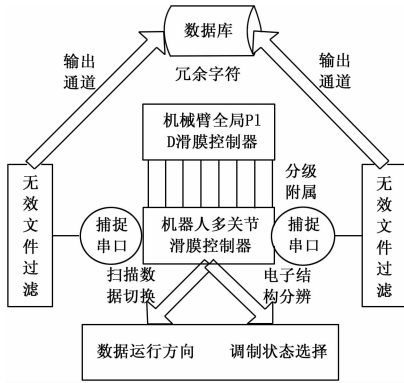 数据库
输出
通道
输出
通道
冗余字符
机械臂全局Pl
D滑膜控制器
分级
附属
无效文件过滤
捕捉
串口
机器人多关节
滑膜控制器
捕捉
串口
无效文件过滤
扫描数
据切换
电子结
构分辨
数据运行方向
调制状态选择